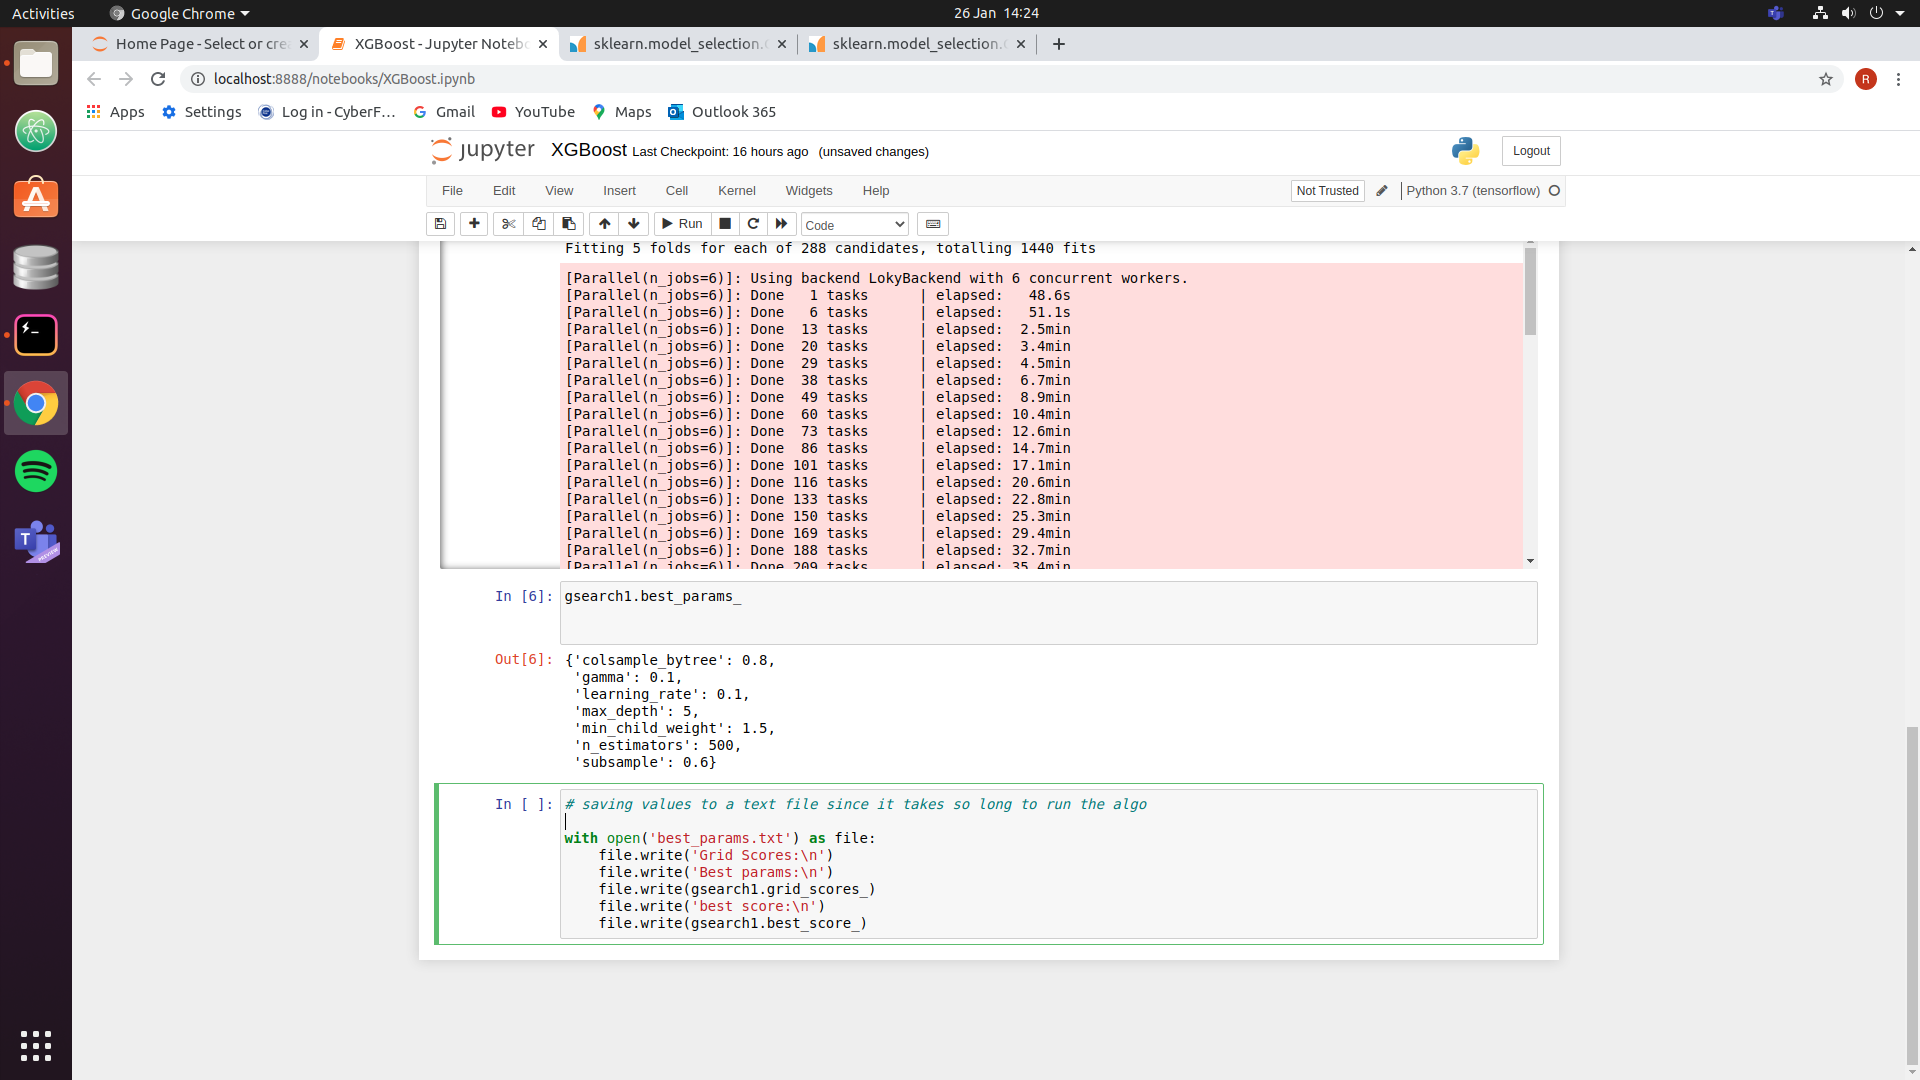 Activities
Google Chrome
26 Jan 14:24
Home Page - Select or cre
XGBoost - Jupyter Noteb
sklearn.model_selection.
sklearn.model_selection.
localhost:8888/notebooks/XGBoost.ipynb
R
Apps
Settings
Log in - CyberF…
Gmail
YouTube
Maps
Outlook 365
jupyter
XGBoost Last Checkpoint: 16 hours ago (unsaved changes)
Logout
File
Edit
View
Insert
Cell
Kernel
Widgets
Help
Not Trusted
Python 3.7 (tensorflow)
Run
Code
Fitting 5 folds for each of 288 candidates, totalling 1440 fits
[Parallel(n_jobs=6)]: Using backend LokyBackend with 6 concurrent workers.
[Parallel(n_jobs=6)]: Done   1 tasks      | elapsed:   48.6s
[Parallel(n_jobs=6)]: Done   6 tasks      | elapsed:   51.1s
[Parallel(n_jobs=6)]: Done  13 tasks      | elapsed:  2.5min
[Parallel(n_jobs=6)]: Done  20 tasks      | elapsed:  3.4min
[Parallel(n_jobs=6)]: Done  29 tasks      | elapsed:  4.5min
[Parallel(n_jobs=6)]: Done  38 tasks      | elapsed:  6.7min
[Parallel(n_jobs=6)]: Done  49 tasks      | elapsed:  8.9min
[Parallel(n_jobs=6)]: Done  60 tasks      | elapsed: 10.4min
[Parallel(n_jobs=6)]: Done  73 tasks      | elapsed: 12.6min
[Parallel(n_jobs=6)]: Done  86 tasks      | elapsed: 14.7min
[Parallel(n_jobs=6)]: Done 101 tasks      | elapsed: 17.1min
[Parallel(n_jobs=6)]: Done 116 tasks      | elapsed: 20.6min
[Parallel(n_jobs=6)]: Done 133 tasks      | elapsed: 22.8min
[Parallel(n_jobs=6)]: Done 150 tasks      | elapsed: 25.3min
[Parallel(n_jobs=6)]: Done 169 tasks      | elapsed: 29.4min
[Parallel(n_jobs=6)]: Done 188 tasks      | elapsed: 32.7min
[Parallel(n_jobs=6)]: Done 209 tasks      | elapsed: 35.4min
In [6]: gsearch1.best_params_
Out[6]: {'colsample_bytree': 0.8,
'gamma': 0.1,
'learning_rate': 0.1,
'max_depth': 5,
'min_child_weight': 1.5,
'n_estimators': 500,
'subsample': 0.6}
In [ ]: # saving values to a text file since it takes so long to run the algo
with open('best_params.txt') as file:
    file.write('Grid Scores:\n')
    file.write('Best params:\n')
    file.write(gsearch1.grid_scores_)
    file.write('best score:\n')
    file.write(gsearch1.best_score_)